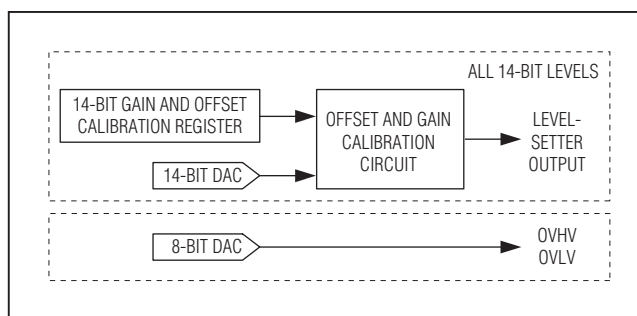 ALL 14-BIT LEVELS
14-BIT GAIN AND OFFSET
CALIBRATION REGISTER
OFFSET AND GAIN
CALIBRATION
CIRCUIT
LEVEL-
SETTER
OUTPUT
14-BIT DAC
8-BIT DAC
OVHV
OVLV